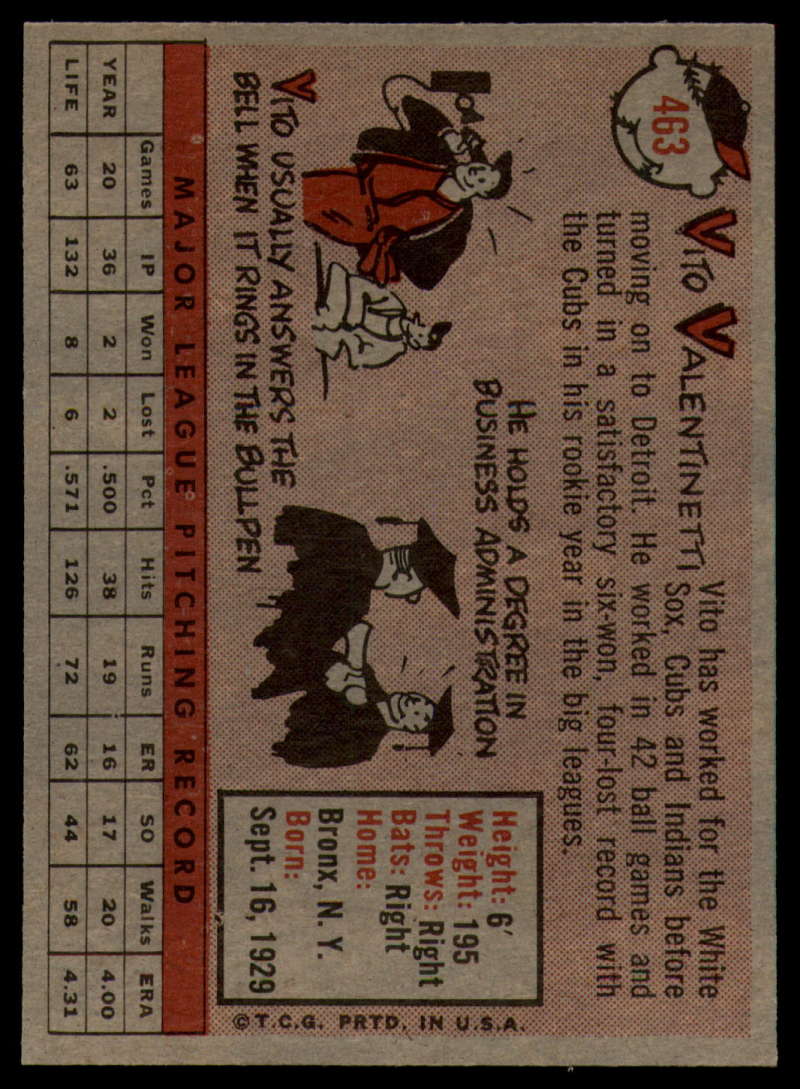 463
VITO VALENTINETTI
Vito has worked for the White
Sox, Cubs and Indians before
moving on to Detroit. He worked in 42 ball games and
turned in a satisfactory six-won, four-lost record with
the Cubs in his rookie year in the big leagues.
HE HOLDS A DEGREE IN
BUSINESS ADMINISTRATION
VITO USUALLY ANSWERS THE
BELL WHEN IT RINGS IN THE BULLPEN
Height: 6′
Weight: 195
Throws: Right
Bats: Right
Home:
Bronx, N. Y.
Born:
Sept. 16, 1929
©T.C.G. PRTD. IN U.S.A.
MAJOR LEAGUE PITCHING RECORD
Games IP Won Lost Pct Hits Runs ER SO Walks ERA
YEAR 20 36 2 2 .500 38 19 16 17 20 4.00
LIFE 63 132 8 6 .571 126 72 62 44 58 4.31